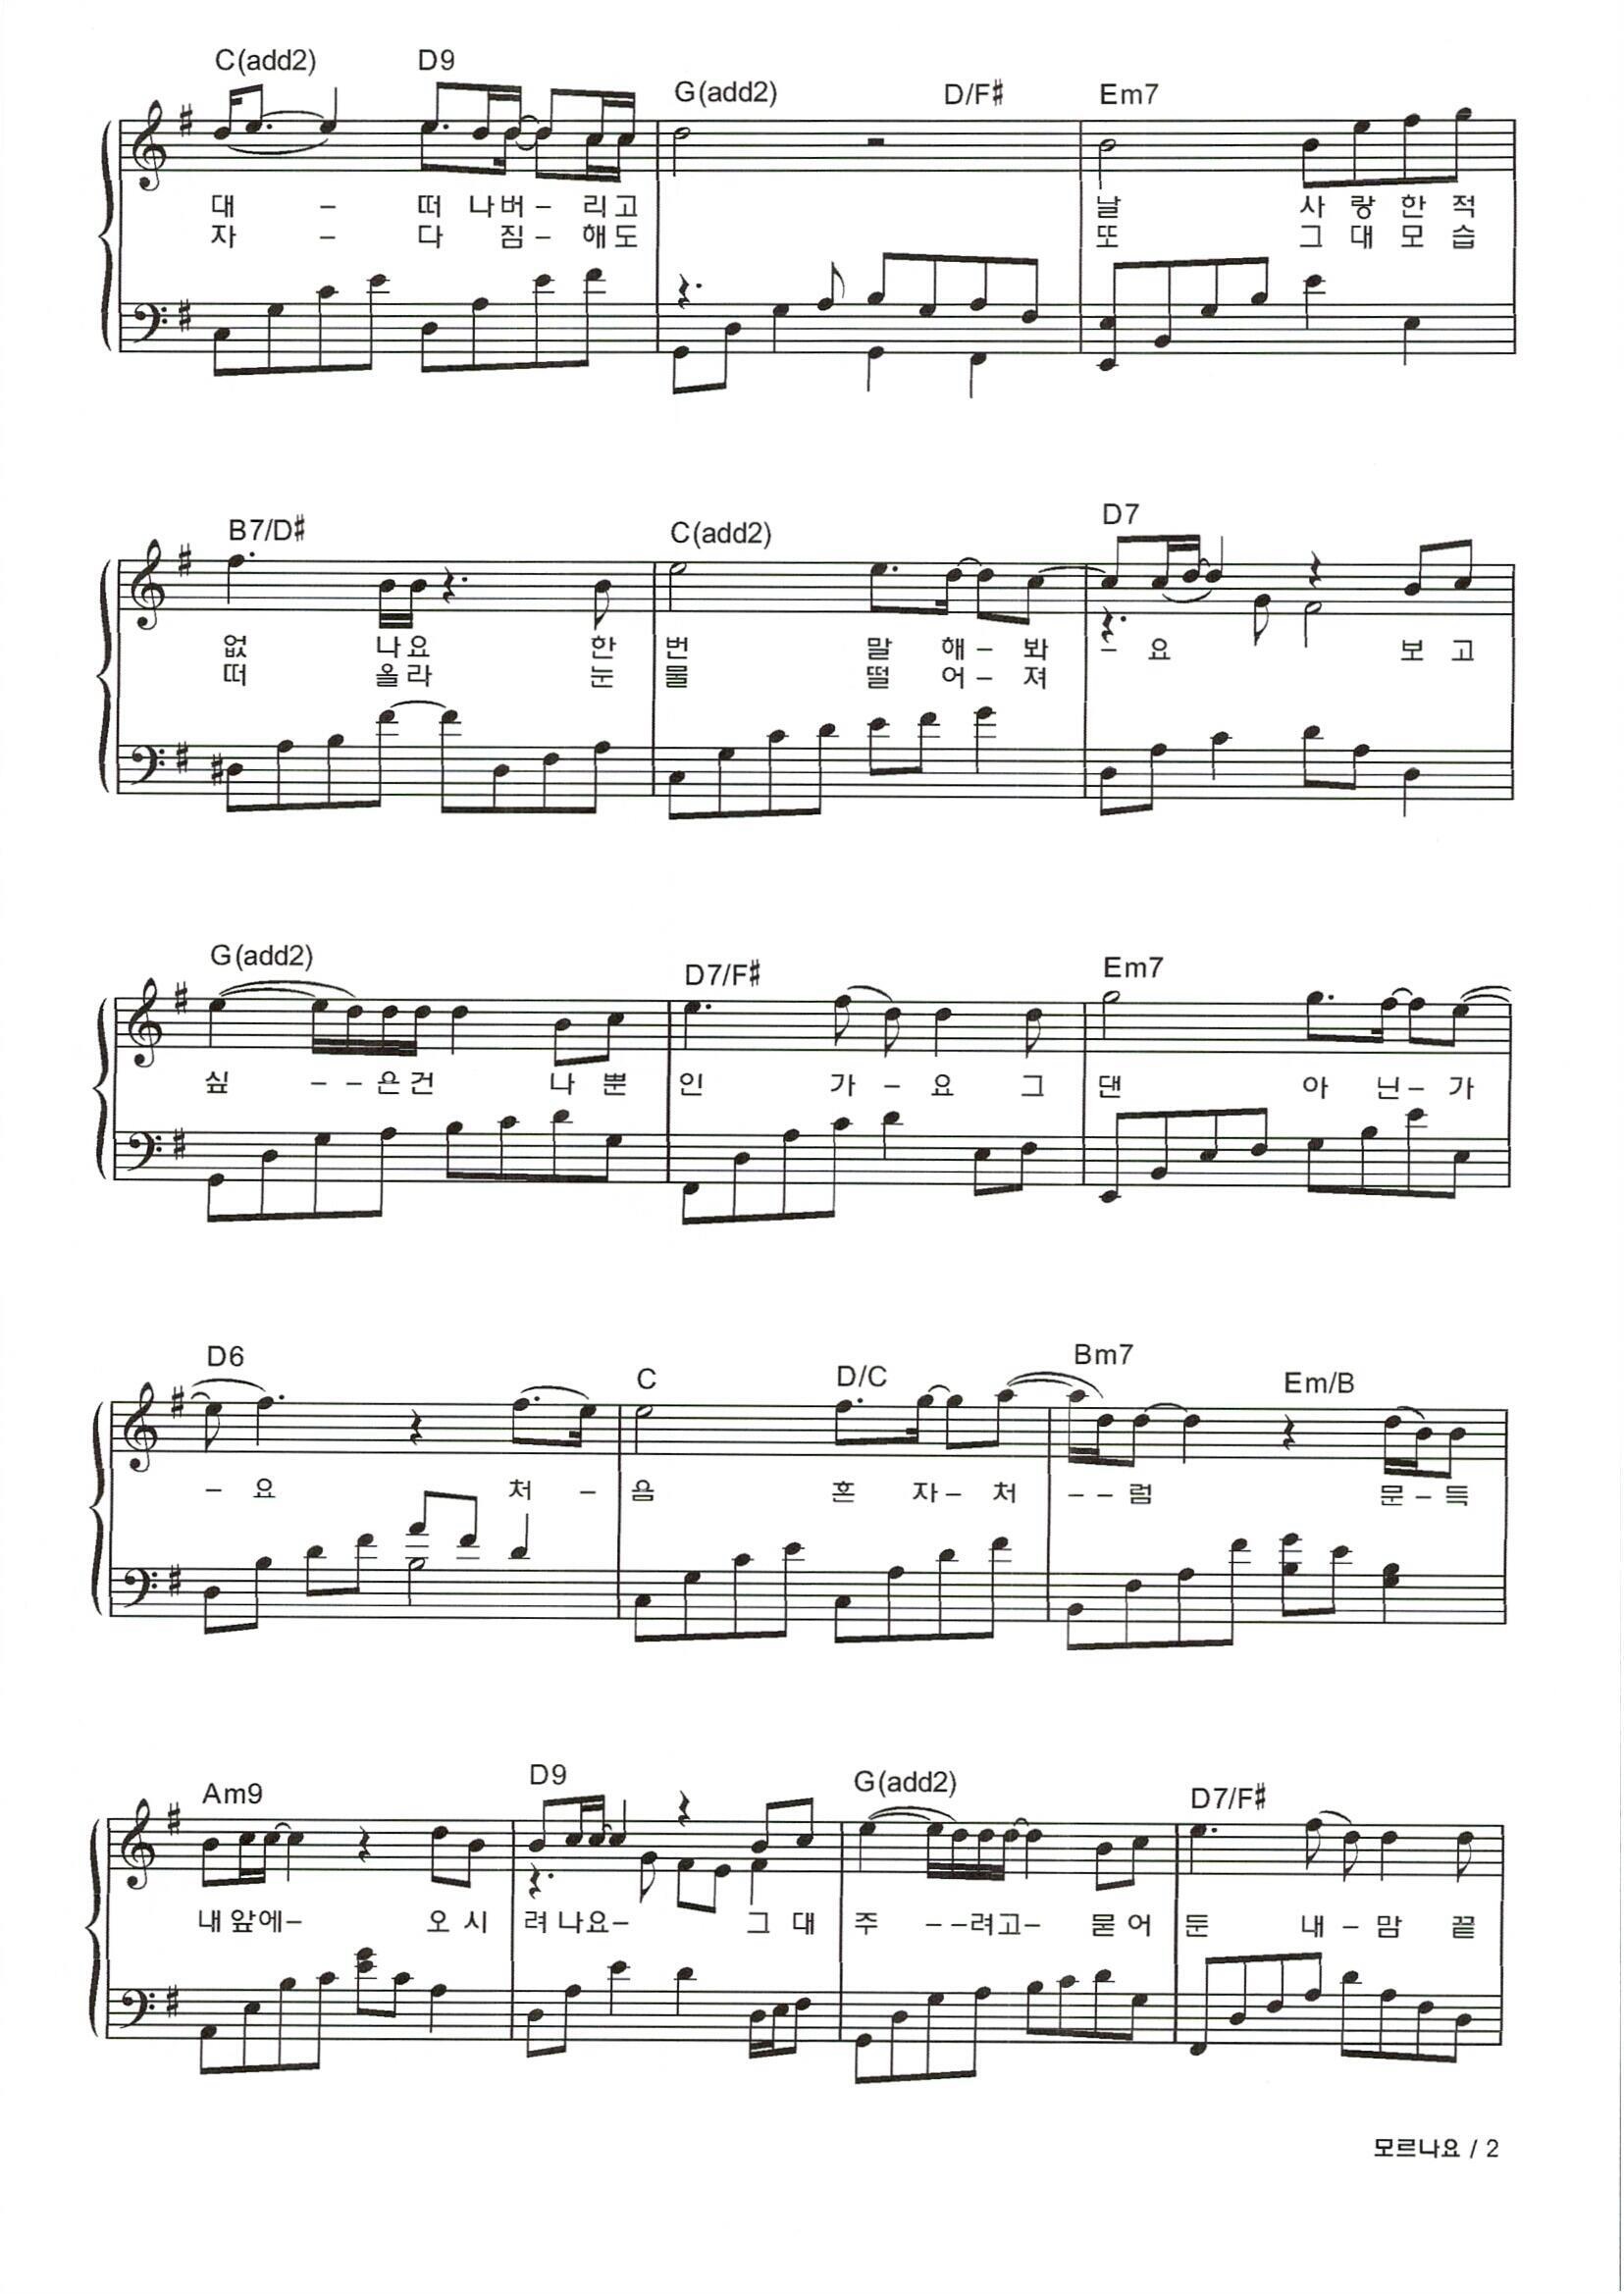 C(add2) D9 G(add2) D/F# Em7
대 – 떠 나버 – 리고 날 사 랑 한 적
자 – 다 짐 – 해도 또 그 대 모 습
B7/D# C(add2) D7
없 나요 한 번 말 해 – 봐 – 요 보 고
떠 올라 눈 물 떨 어 – 져
G(add2) D7/F# Em7
싶 – – 은건 나 뿐 인 가 – 요 그 댄 아 닌 – 가
D6 C D/C Bm7 Em/B
– 요 처 – 음 혼 자 – 처 – – 럼 문 – 득
Am9 D9 G(add2) D7/F#
내 앞에 – 오 시 려 나요 – 그 대 주 – – 려고 – 묻 어 둔 내 – 맘 끝
모르나요 / 2